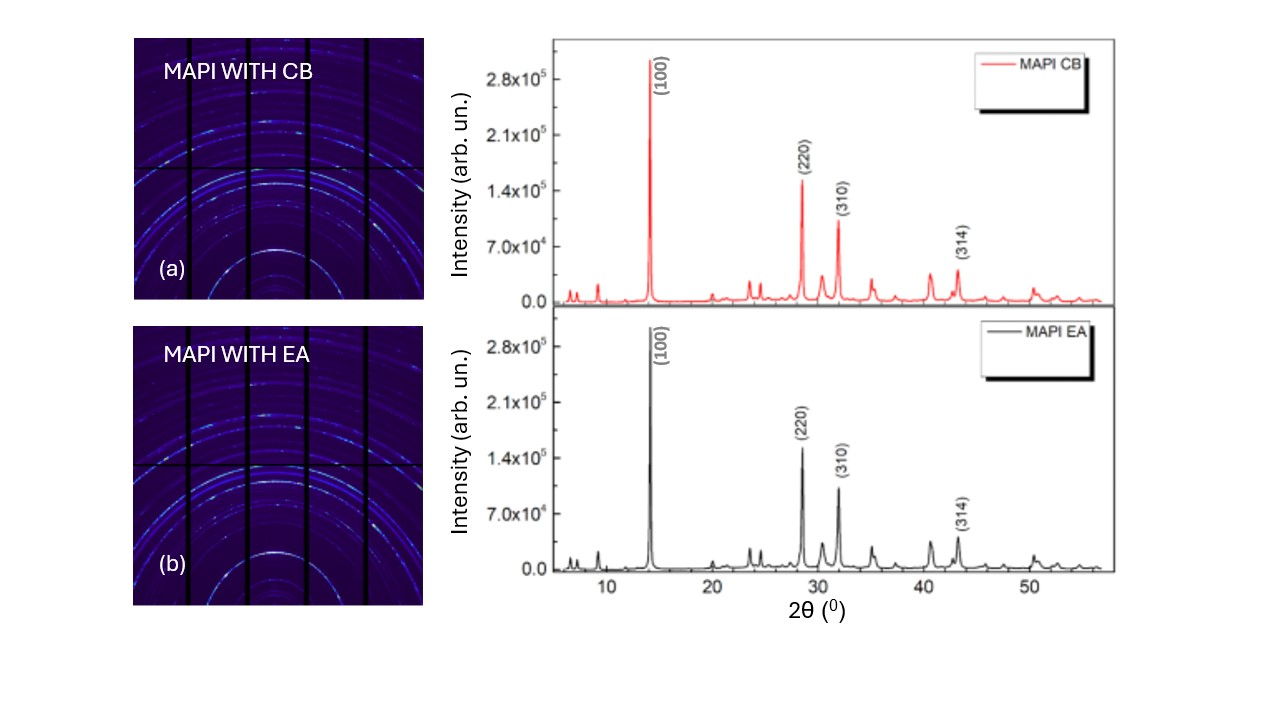 MAPI WITH CB
(a)
MAPI WITH EA
(b)
Intensity (arb. un.)
2.8x10⁵
2.1x10⁵
1.4x10⁵
7.0x10⁴
0.0
(100)
(220)
(310)
(314)
MAPI CB
Intensity (arb. un.)
2.8x10⁵
2.1x10⁵
1.4x10⁵
7.0x10⁴
0.0
(100)
(220)
(310)
(314)
MAPI EA
10 20 30 40 50
2θ (⁰)